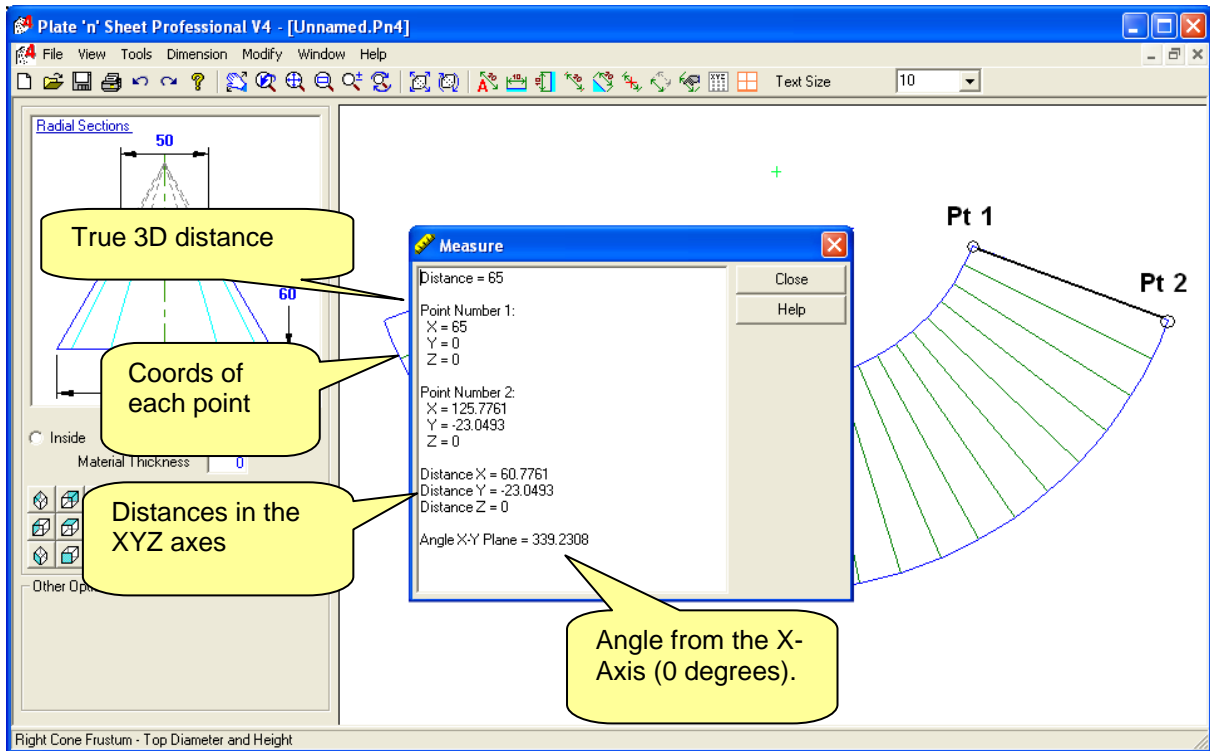 Plate 'n' Sheet Professional V4 - [Unnamed.Pn4]
File View Tools Dimension Modify Window Help
Text Size 10
Radial Sections
50
60
Inside
Material Thickness 0
Other
True 3D distance
Coords of
each point
Distances in the
XYZ axes
Measure
Distance = 65
Point Number 1:
X = 65
Y = 0
Z = 0
Point Number 2:
X = 125.7761
Y = -23.0493
Z = 0
Distance X = 60.7761
Distance Y = -23.0493
Distance Z = 0
Angle X-Y Plane = 339.2308
Close
Help
Angle from the X-
Axis (0 degrees).
Pt 1
Pt 2
Right Cone Frustum - Top Diameter and Height